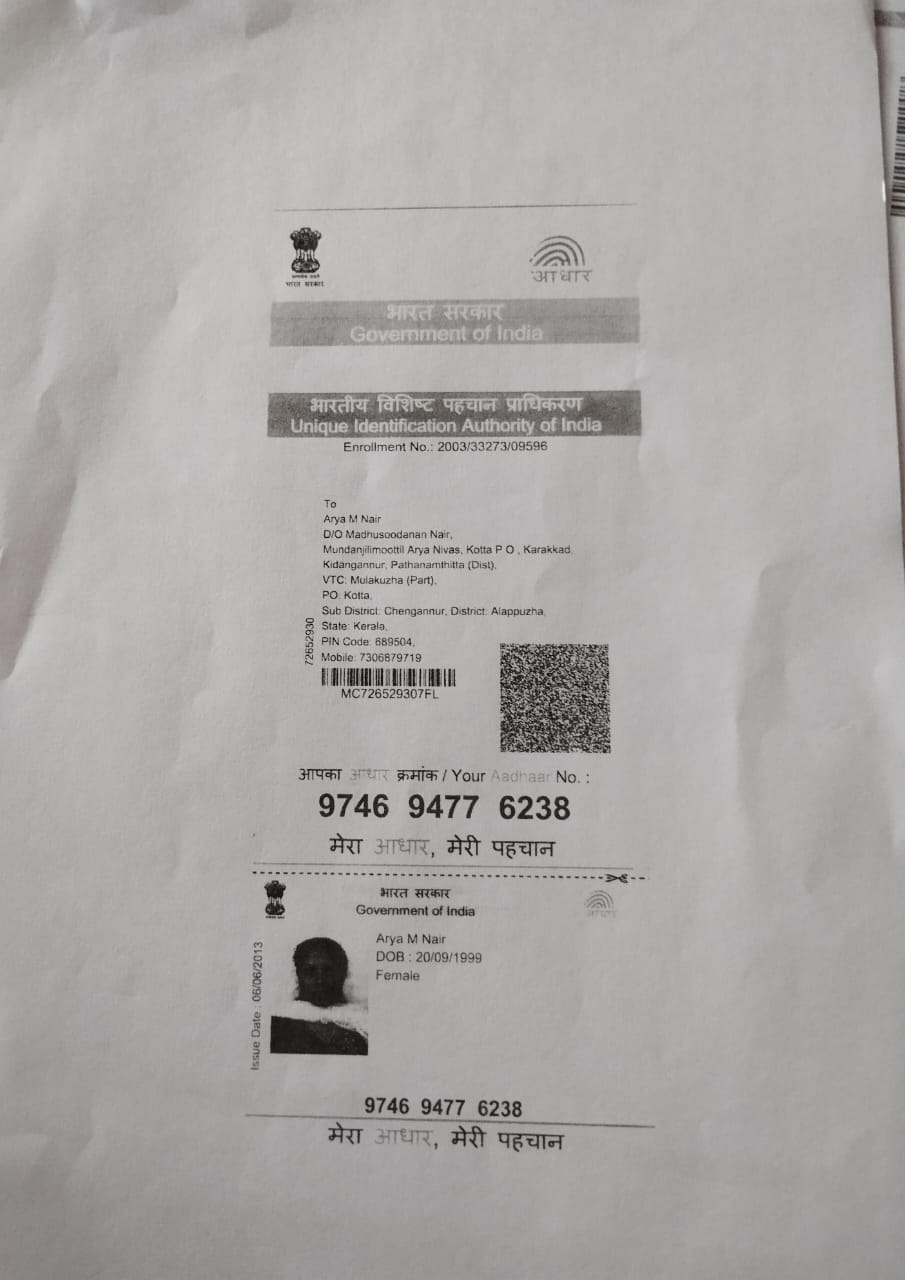 भारत सरकार
आधार
भारत सरकार
Government of India
भारतीय विशिष्ट पहचान प्राधिकरण
Unique Identification Authority of India
Enrollment No.: 2003/33273/09596
To
Arya M Nair
D/O Madhusoodanan Nair,
Mundanjilimoottil Arya Nivas, Kotta P O , Karakkad,
Kidangannur, Pathanamthitta (Dist),
VTC: Mulakuzha (Part),
PO: Kotta,
Sub District: Chengannur, District: Alappuzha,
State: Kerala,
PIN Code: 689504,
Mobile: 7306879719
72652930
MC726529307FL
आपका आधार क्रमांक / Your Aadhaar No. :
9746 9477 6238
मेरा आधार, मेरी पहचान
भारत सरकार
Government of India
आधार
Issue Date : 06/06/2013
Arya M Nair
DOB : 20/09/1999
Female
9746 9477 6238
मेरा आधार, मेरी पहचान